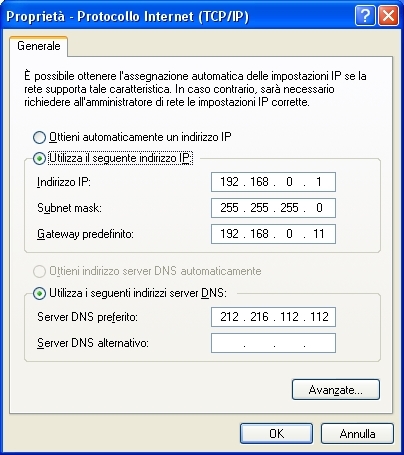 Proprietà - Protocollo Internet (TCP/IP)
Generale
È possibile ottenere l'assegnazione automatica delle impostazioni IP se la
rete supporta tale caratteristica. In caso contrario, sarà necessario
richiedere all'amministratore di rete le impostazioni IP corrette.
Ottieni automaticamente un indirizzo IP
Utilizza il seguente indirizzo IP:
Indirizzo IP: 192 . 168 . 0 . 1
Subnet mask: 255 . 255 . 255 . 0
Gateway predefinito: 192 . 168 . 0 . 11
Ottieni indirizzo server DNS automaticamente
Utilizza i seguenti indirizzi server DNS:
Server DNS preferito: 212 . 216 . 112 . 112
Server DNS alternativo: . . .
Avanzate...
OK Annulla